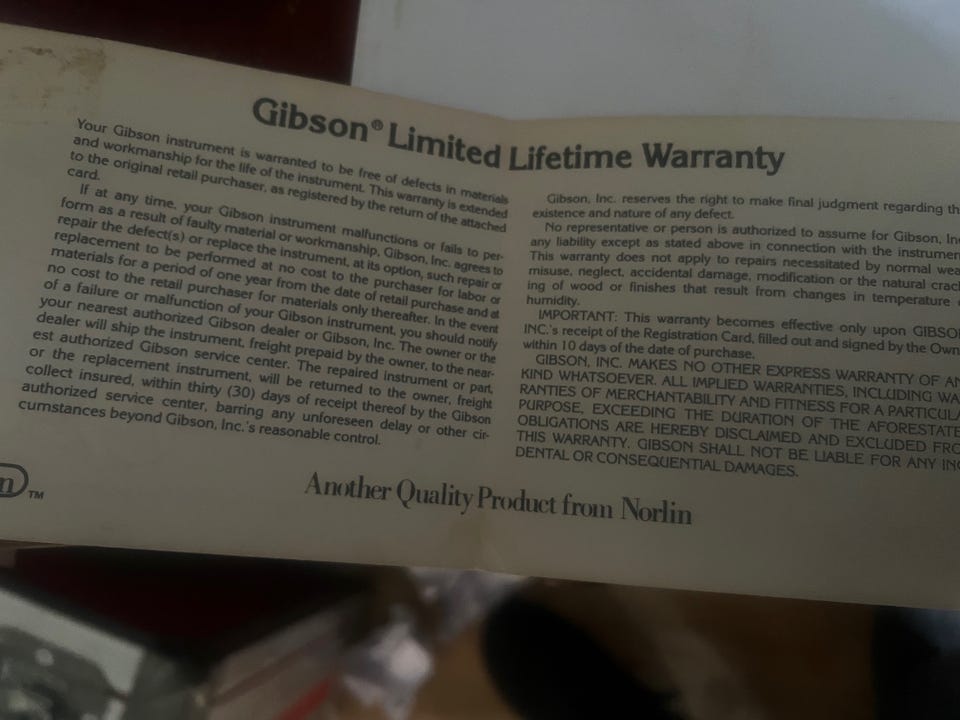 Gibson® Limited Lifetime Warranty
Your Gibson instrument is warranted to be free of defects in materials
and workmanship for the life of the instrument. This warranty is extended
to the original retail purchaser, as registered by the return of the attached
card.
If at any time, your Gibson instrument malfunctions or fails to per-
form as a result of faulty material or workmanship, Gibson, Inc. agrees to
repair the defect(s) or replace the instrument, at its option, such repair or
replacement to be performed at no cost to the purchaser for labor or
materials for a period of one year from the date of retail purchase and at
no cost to the retail purchaser for materials only thereafter. In the event
of a failure or malfunction of your Gibson instrument, you should notify
your nearest authorized Gibson dealer or Gibson, Inc. The owner or the
dealer will ship the instrument, freight prepaid by the owner, to the near-
est authorized Gibson service center. The repaired instrument or part,
or the replacement instrument, will be returned to the owner, freight
collect insured, within thirty (30) days of receipt thereof by the Gibson
authorized service center, barring any unforeseen delay or other cir-
cumstances beyond Gibson, Inc.'s reasonable control.
Gibson, Inc. reserves the right to make final judgment regarding th
existence and nature of any defect.
No representative or person is authorized to assume for Gibson, Inc
any liability except as stated above in connection with the instrumen
This warranty does not apply to repairs necessitated by normal wea
misuse, neglect, accidental damage, modification or the natural crac
ing of wood or finishes that result from changes in temperature
humidity.
IMPORTANT: This warranty becomes effective only upon GIBSO
INC.'s receipt of the Registration Card, filled out and signed by the Own
within 10 days of the date of purchase.
GIBSON, INC. MAKES NO OTHER EXPRESS WARRANTY OF AN
KIND WHATSOEVER. ALL IMPLIED WARRANTIES, INCLUDING WA
RANTIES OF MERCHANTABILITY AND FITNESS FOR A PARTICULA
PURPOSE, EXCEEDING THE DURATION OF THE AFORESTATE
OBLIGATIONS ARE HEREBY DISCLAIMED AND EXCLUDED FRO
THIS WARRANTY. GIBSON SHALL NOT BE LIABLE FOR ANY INC
DENTAL OR CONSEQUENTIAL DAMAGES.
n ™
Another Quality Product from Norlin